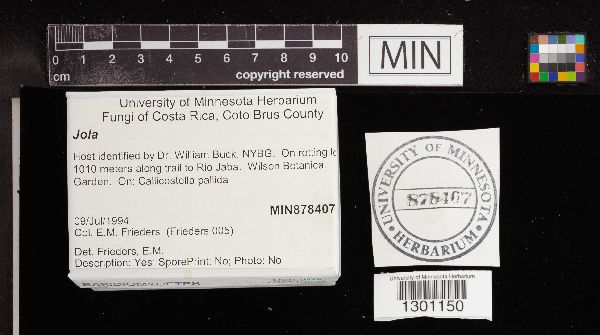 0 1 2 3 4 5 6 7 8 9 10
cm
copyright reserved
MIN
University of Minnesota Herbarium
Fungi of Costa Rica, Coto Brus County
Jola
Host identified by Dr. William Buck, NYBG. On rotting lo
1010 meters along trail to Rio Jaba. Wilson Botanica
Garden. On: Callicostella pallida
MIN878407
09/Jul/1994
Col. E.M. Frieders (Frieders 005)
Det. Frieders, E.M.
Description: Yes; SporePrint: No; Photo: No
BASIDIOMYCETES
UNIVERSITY OF MINNESOTA
878407
• HERBARIUM •
University of Minnesota Herbarium
1301150